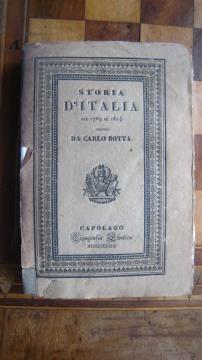 STORIA
D'ITALIA
DAL 1789 AL 1814
SCRITTA
DA CARLO BOTTA.
CAPOLAGO
Tipografia Elvetica